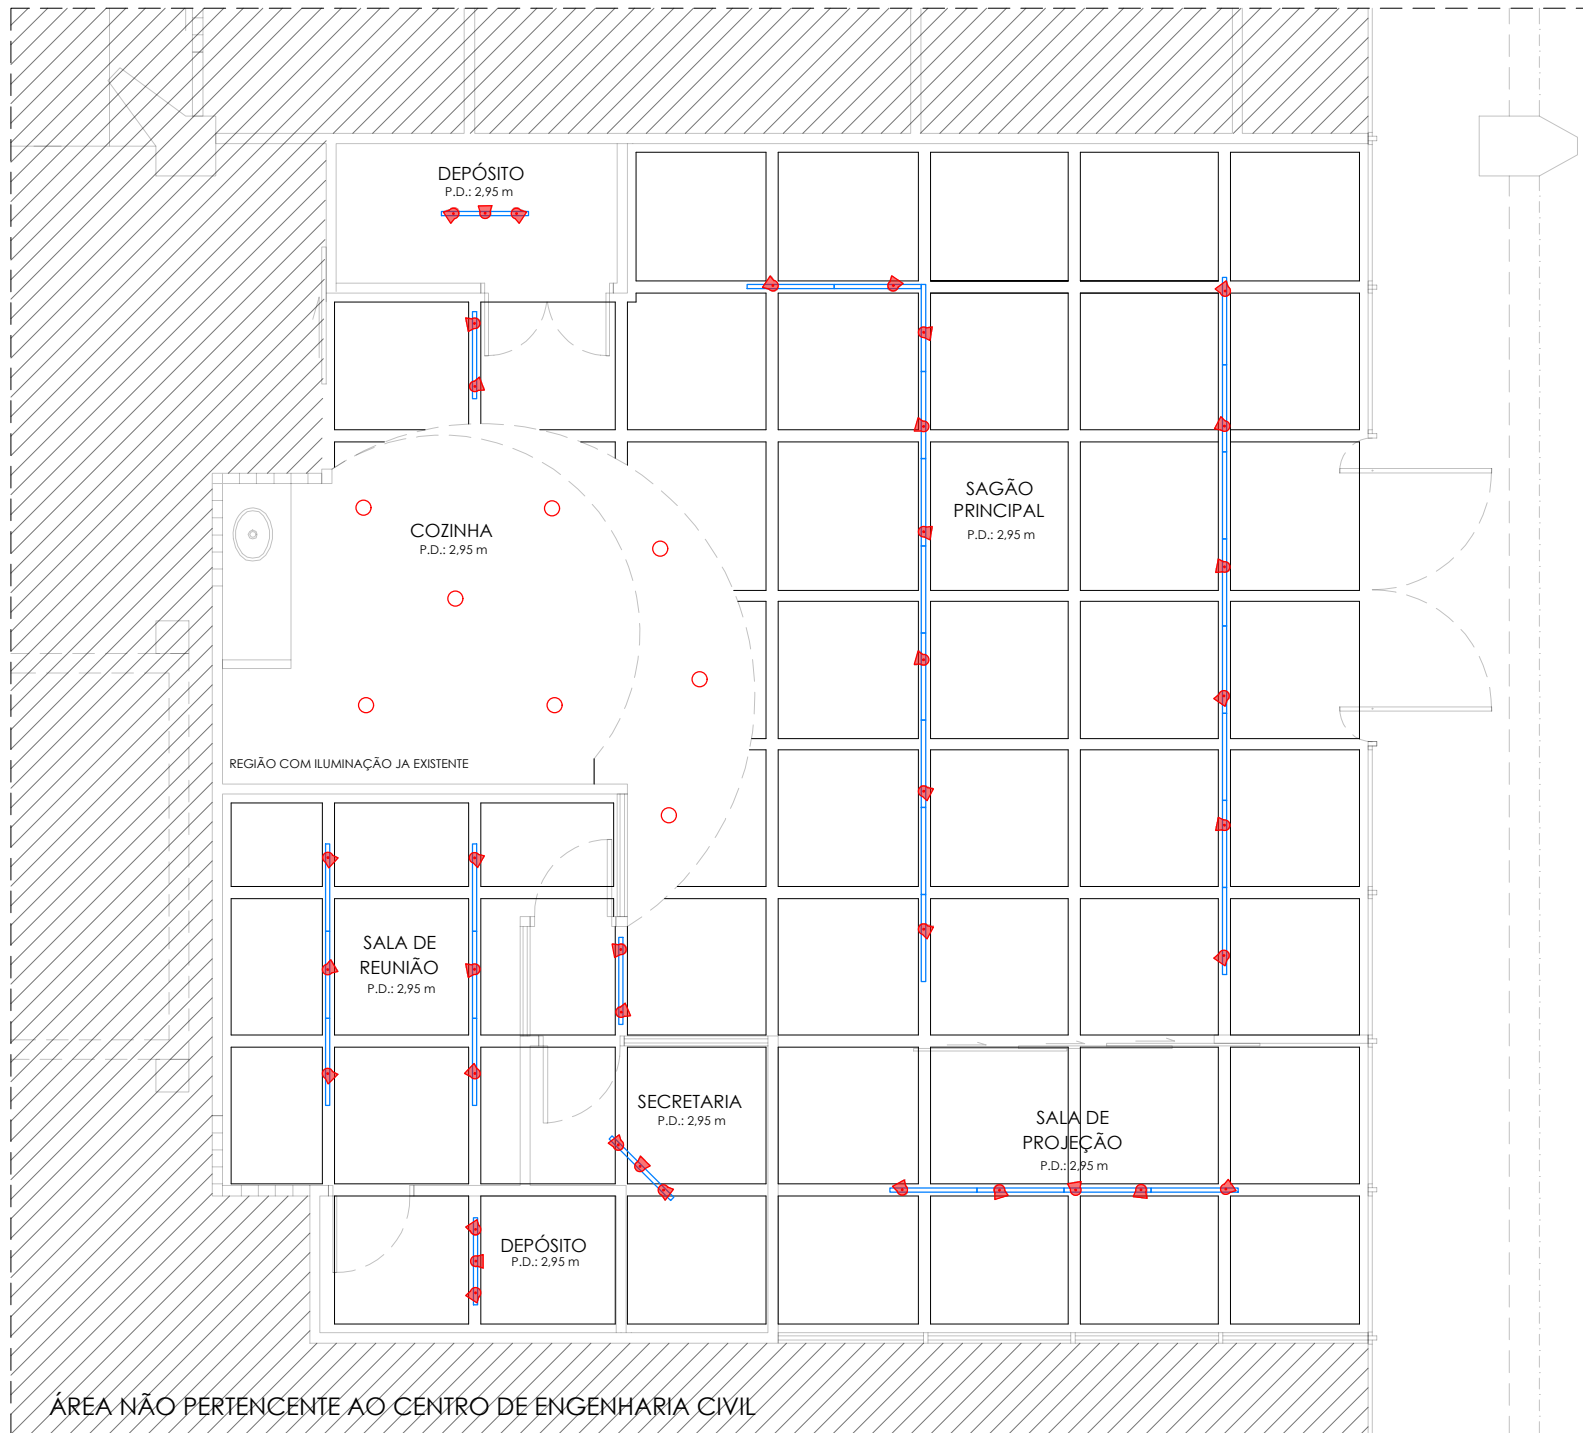 DEPÓSITO
P.D.: 2,95 m
SAGÃO
PRINCIPAL
P.D.: 2,95 m
COZINHA
P.D.: 2,95 m
REGIÃO COM ILUMINAÇÃO JA EXISTENTE
SALA DE
REUNIÃO
P.D.: 2,95 m
SECRETARIA
P.D.: 2,95 m
SALA DE
PROJEÇÃO
P.D.: 2,95 m
DEPÓSITO
P.D.: 2,95 m
ÁREA NÃO PERTENCENTE AO CENTRO DE ENGENHARIA CIVIL